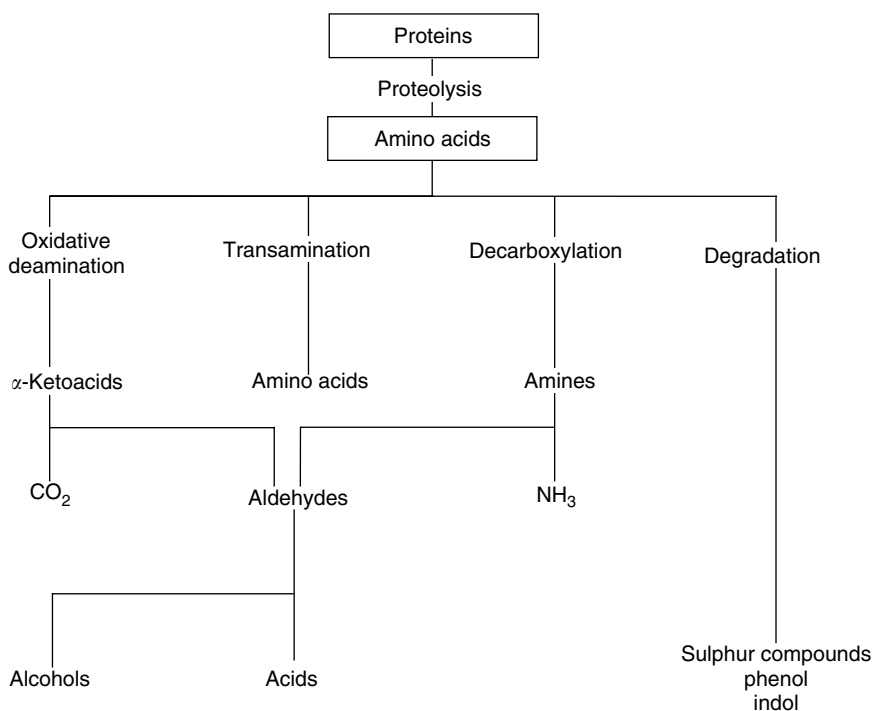 Proteins
Proteolysis
Amino acids
Oxidative
deamination
Transamination
Decarboxylation
Degradation
α-Ketoacids
Amino acids
Amines
CO₂
Aldehydes
NH₃
Alcohols
Acids
Sulphur compounds
phenol
indol